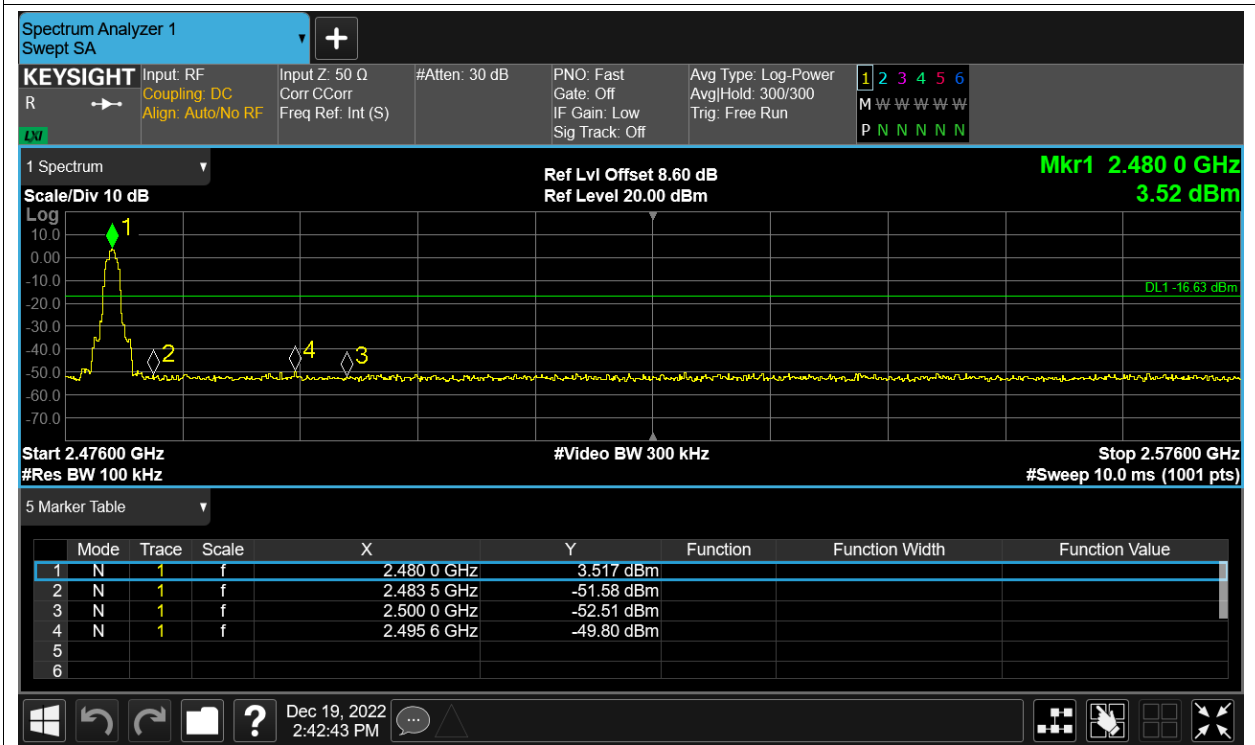 Spectrum Analyzer 1
Swept SA
KEYSIGHT Input: RF Input Z: 50 Ω #Atten: 30 dB PNO: Fast Avg Type: Log-Power 1 2 3 4 5 6
R Coupling: DC Corr CCorr Gate: Off Avg|Hold: 300/300 M W W W W W
Align: Auto/No RF Freq Ref: Int (S) IF Gain: Low Trig: Free Run
LXI Sig Track: Off P N N N N N
1 Spectrum Ref Lvl Offset 8.60 dB Mkr1 2.480 0 GHz
Scale/Div 10 dB Ref Level 20.00 dBm 3.52 dBm
Log
1
10.0
0.00
-10.0
DL1 -16.63 dBm
-20.0
-30.0
-40.0
2 4 3
-50.0
-60.0
-70.0
Start 2.47600 GHz #Video BW 300 kHz Stop 2.57600 GHz
#Res BW 100 kHz #Sweep 10.0 ms (1001 pts)
5 Marker Table
Mode Trace Scale X Y Function Function Width Function Value
1 N 1 f 2.480 0 GHz 3.517 dBm
2 N 1 f 2.483 5 GHz -51.58 dBm
3 N 1 f 2.500 0 GHz -52.51 dBm
4 N 1 f 2.495 6 GHz -49.80 dBm
5
6
? Dec 19, 2022
2:42:43 PM